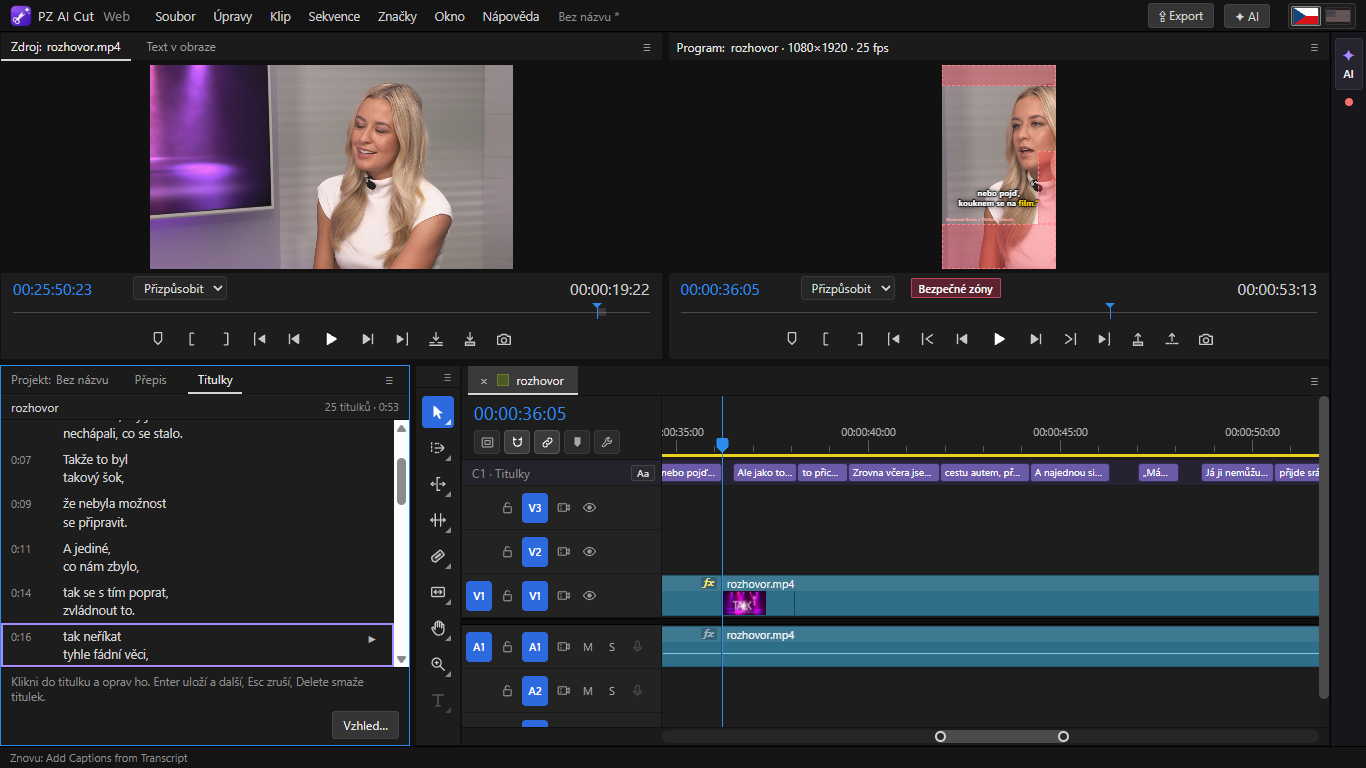 PZ AI Cut Web Soubor Úpravy Klip Sekvence Značky Okno Nápověda Bez názvu * Export AI
Zdroj: rozhovor.mp4 Text v obraze
Program: rozhovor · 1080×1920 · 25 fps
AI
nebo pojď,
kouknem se na film."
00:25:50:23 Přizpůsobit 00:00:19:22
00:00:36:05 Přizpůsobit Bezpečné zóny 00:00:53:13
Projekt: Bez názvu Přepis Titulky
rozhovor 25 titulků · 0:53
nechápali, co se stalo.
0:07 Takže to byl
takový šok,
0:09 že nebyla možnost
se připravit.
0:11 A jediné,
co nám zbylo,
0:14 tak se s tím poprat,
zvládnout to.
0:16 tak neříkat
tyhle fádní věci,
Klikni do titulku a oprav ho. Enter uloží a další, Esc zruší, Delete smaže
titulek.
Vzhled...
T
× rozhovor
00:00:36:05
:00:35:00 00:00:40:00 00:00:45:00 00:00:50:00
C1 · Titulky Aa
nebo pojď... Ale jako to... to přic... Zrovna včera jse... cestu autem, př... A najednou si... „Má... Já ji nemůžu... přijde srá
V3
V2
V1 V1 fx rozhovor.mp4
TALK
A1 A1 M S fx rozhovor.mp4
A2 M S
Znovu: Add Captions from Transcript